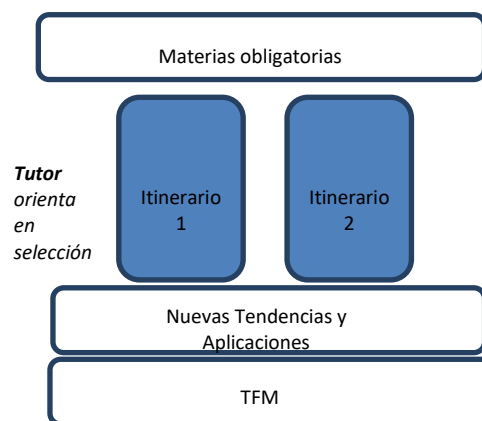 Materias obligatorias
Tutor
orienta
en
selección
Itinerario
1
Itinerario
2
Nuevas Tendencias y
Aplicaciones
TFM